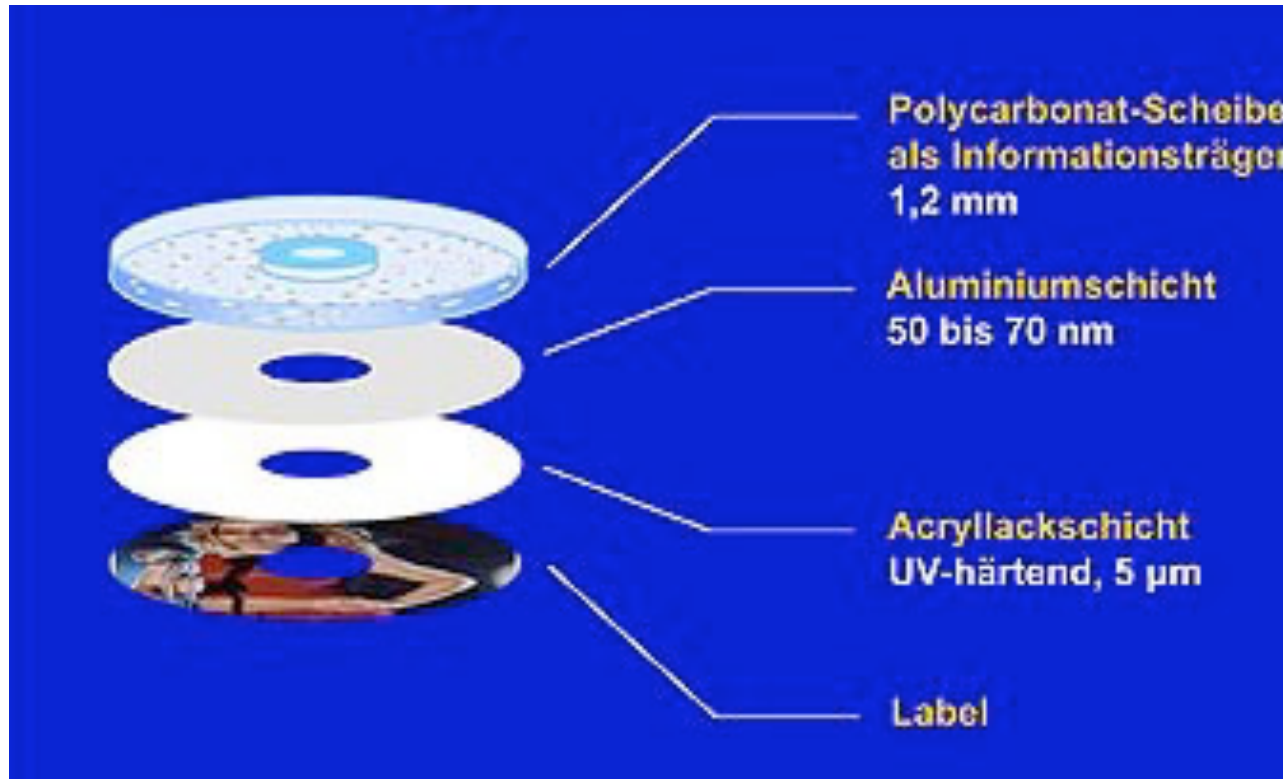 Polycarbonat-Scheibe
als Informationsträger
1,2 mm
Aluminiumschicht
50 bis 70 nm
Acryllackschicht
UV-härtend, 5 µm
Label